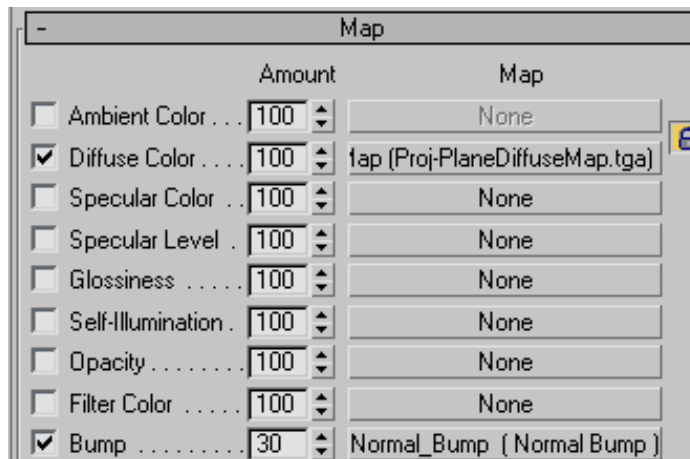 - Map
Amount Map
Ambient Color . . . 100 None
Diffuse Color . . . . 100 Map (Proj-PlaneDiffuseMap.tga)
Specular Color . . 100 None
Specular Level . 100 None
Glossiness . . . . . 100 None
Self-Illumination . 100 None
Opacity . . . . . . . . 100 None
Filter Color . . . . . 100 None
Bump . . . . . . . . . 30 Normal_Bump ( Normal Bump )